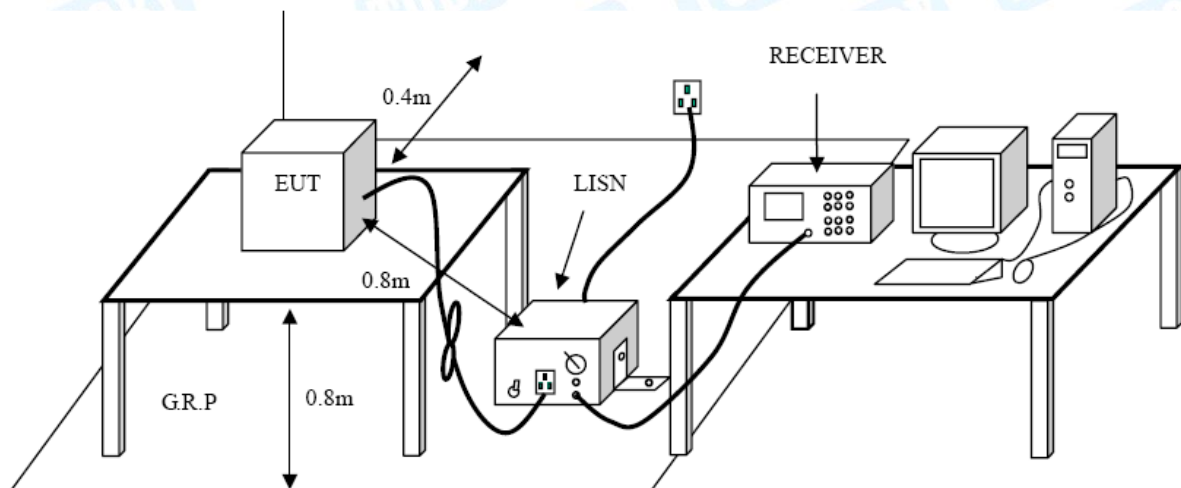 RECEIVER
0.4m
EUT
LISN
0.8m
G.R.P
0.8m